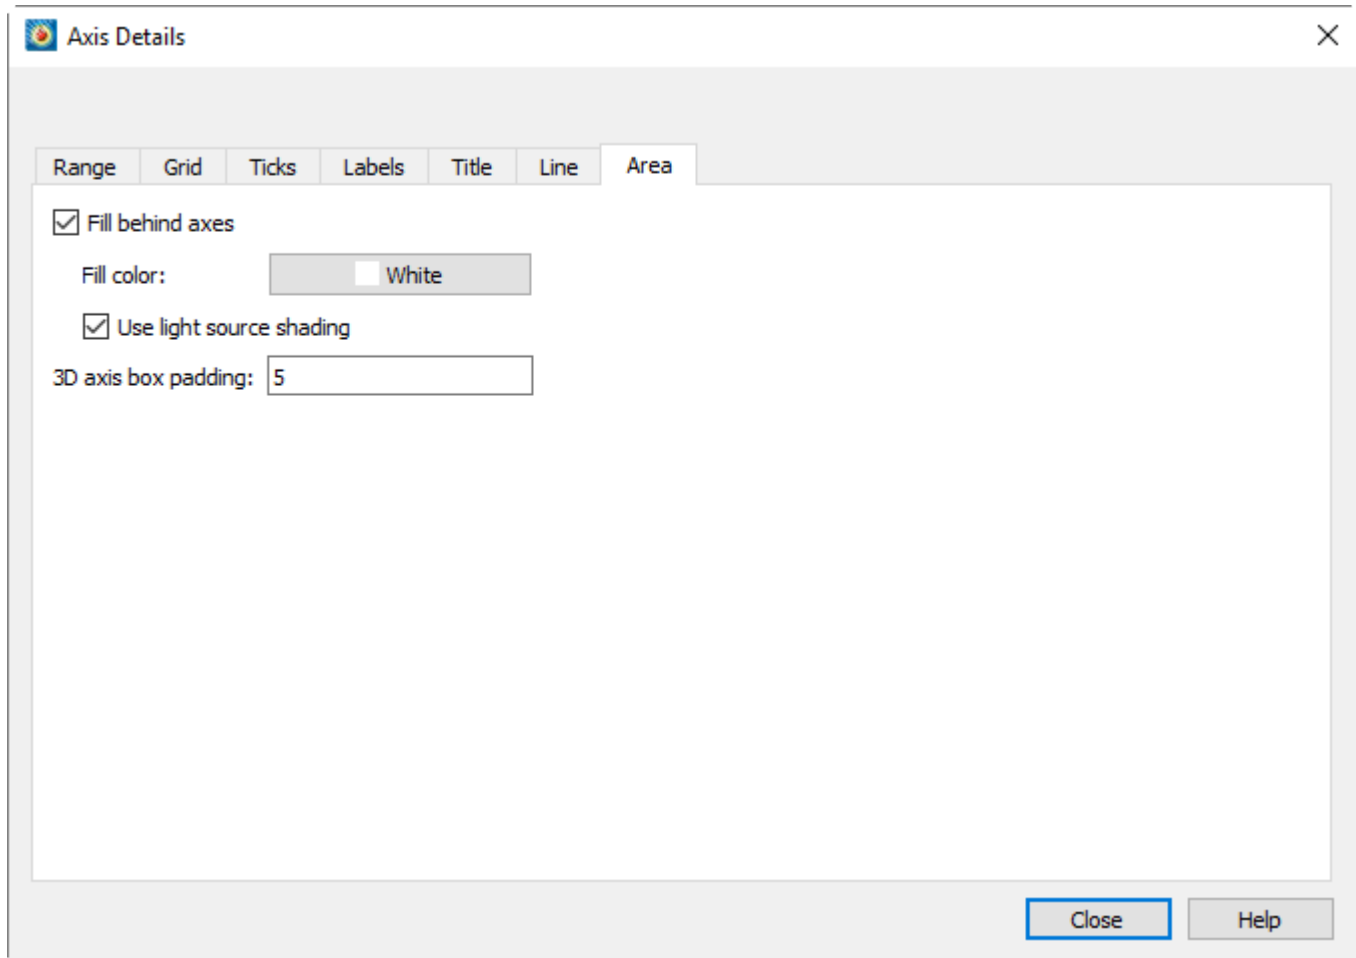 Axis Details
Range Grid Ticks Labels Title Line Area
Fill behind axes
Fill color: White
Use light source shading
3D axis box padding: 5
Close Help